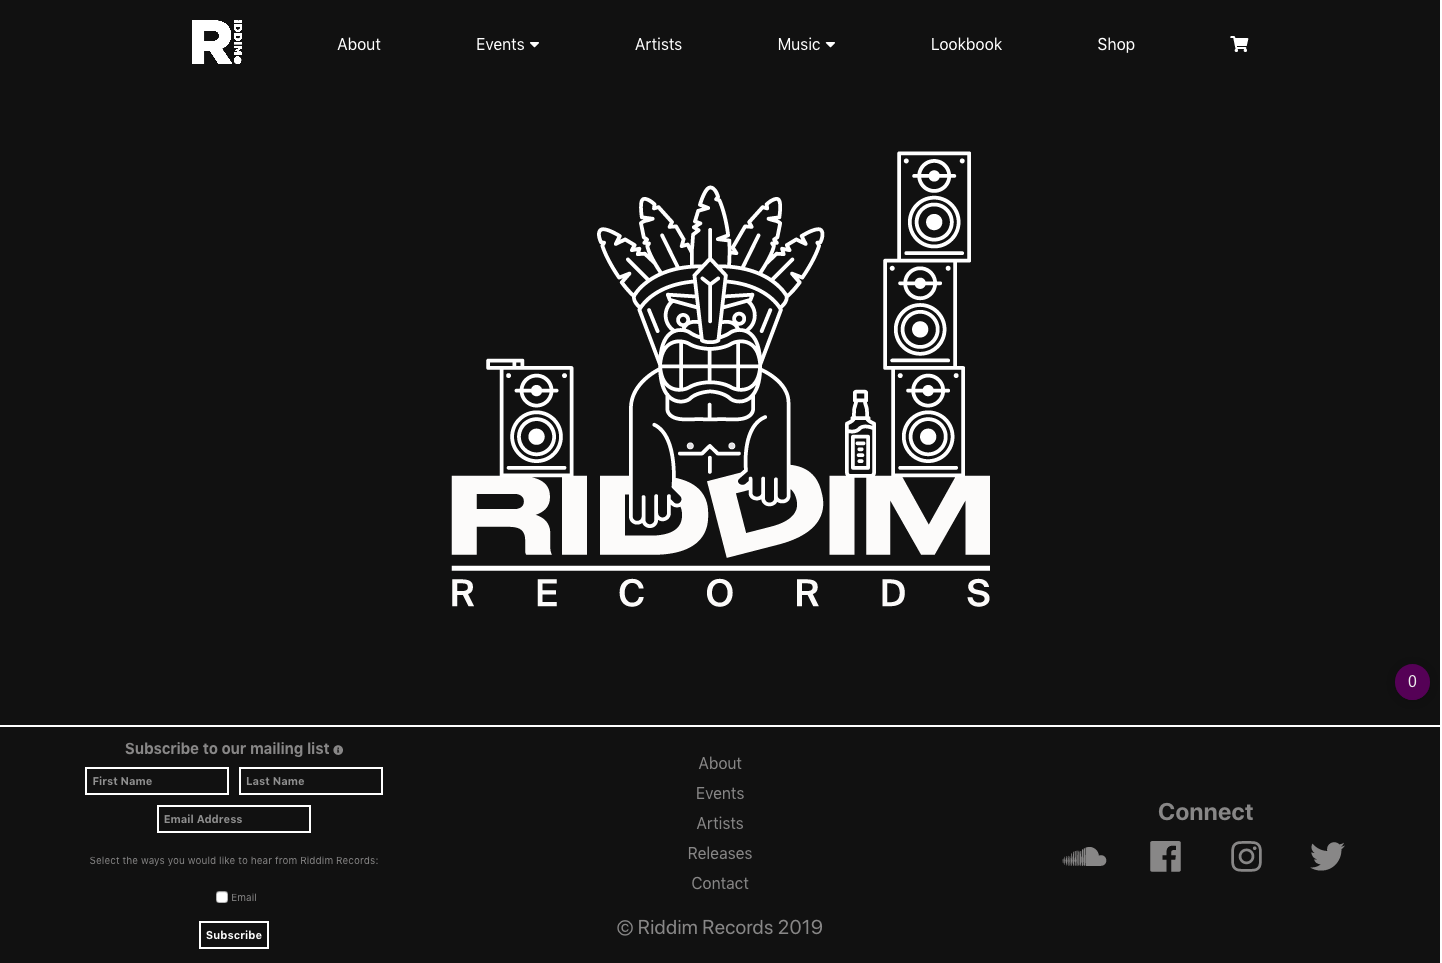 RIDDIM
About
Events
Artists
Music
Lookbook
Shop
RIDDIM
RECORDS
0
Subscribe to our mailing list
First Name
Last Name
Email Address
Select the ways you would like to hear from Riddim Records:
Email
Subscribe
About
Events
Artists
Releases
Contact
© Riddim Records 2019
Connect